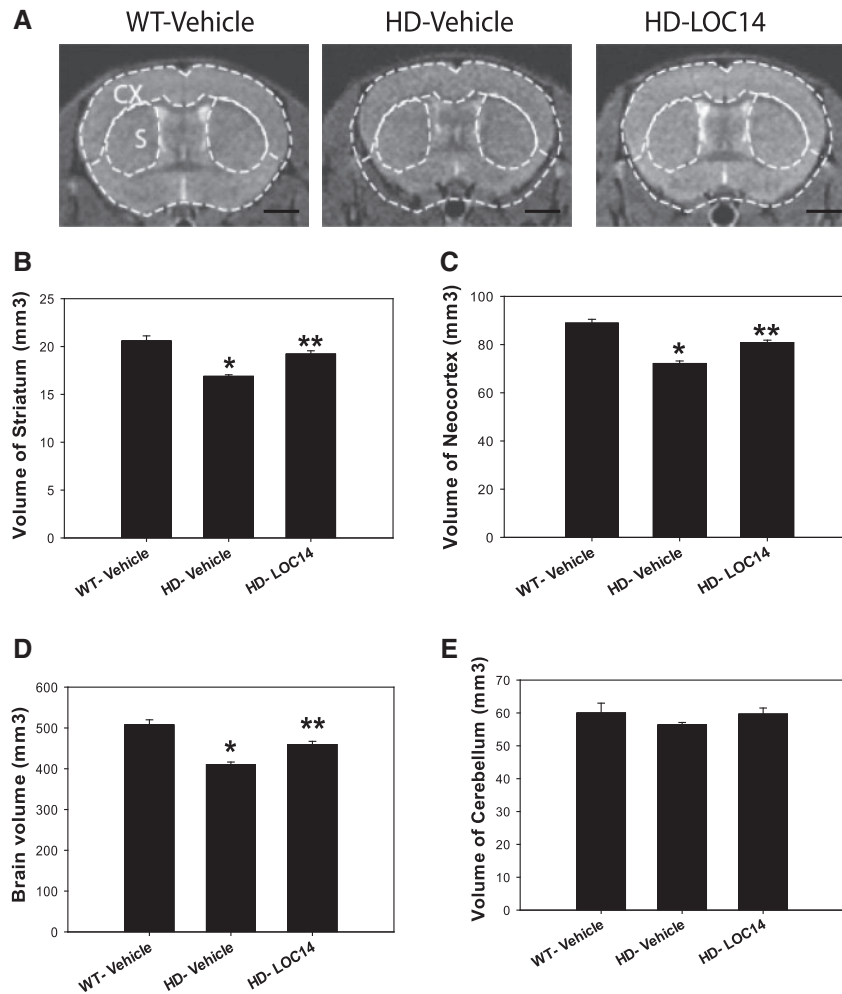 A
WT-Vehicle
HD-Vehicle
HD-LOC14
CX
S
B
Volume of Striatum (mm3)
25
20
15
10
5
0
*
**
WT- Vehicle
HD- Vehicle
HD- LOC14
C
Volume of Neocortex (mm3)
100
80
60
40
20
0
*
**
WT- Vehicle
HD- Vehicle
HD- LOC14
D
Brain volume (mm3)
600
500
400
300
200
100
0
*
**
WT- Vehicle
HD- Vehicle
HD- LOC14
E
Volume of Cerebellum (mm3)
70
60
50
40
30
20
10
0
WT- Vehicle
HD- Vehicle
HD- LOC14